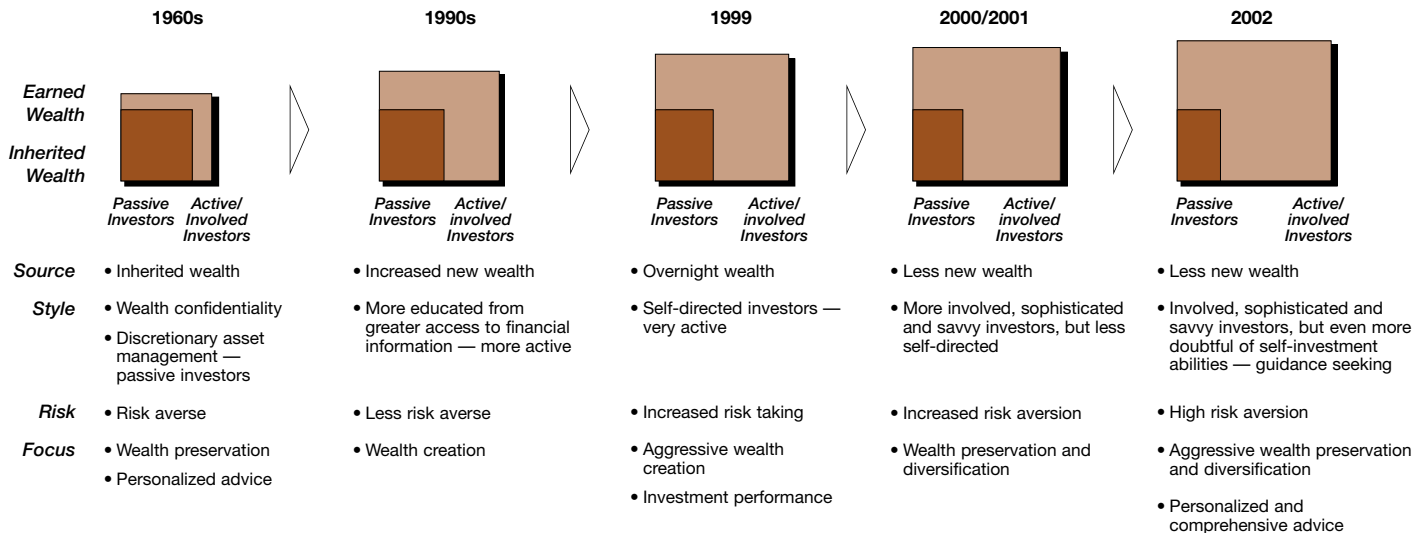 1960s
1990s
1999
2000/2001
2002
Earned
Wealth
Inherited
Wealth
Passive
Investors
Active/
Involved
Investors
Passive
Investors
Active/
involved
Investors
Passive
Investors
Active/
involved
Investors
Passive
Investors
Active/
involved
Investors
Passive
Investors
Active/
involved
Investors
Source
• Inherited wealth
• Increased new wealth
• Overnight wealth
• Less new wealth
• Less new wealth
Style
• Wealth confidentiality
• Discretionary asset
management —
passive investors
• More educated from
greater access to financial
information — more active
• Self-directed investors —
very active
• More involved, sophisticated
and savvy investors, but less
self-directed
• Involved, sophisticated and
savvy investors, but even more
doubtful of self-investment
abilities — guidance seeking
Risk
• Risk averse
• Less risk averse
• Increased risk taking
• Increased risk aversion
• High risk aversion
Focus
• Wealth preservation
• Personalized advice
• Wealth creation
• Aggressive wealth
creation
• Investment performance
• Wealth preservation and
diversification
• Aggressive wealth preservation
and diversification
• Personalized and
comprehensive advice